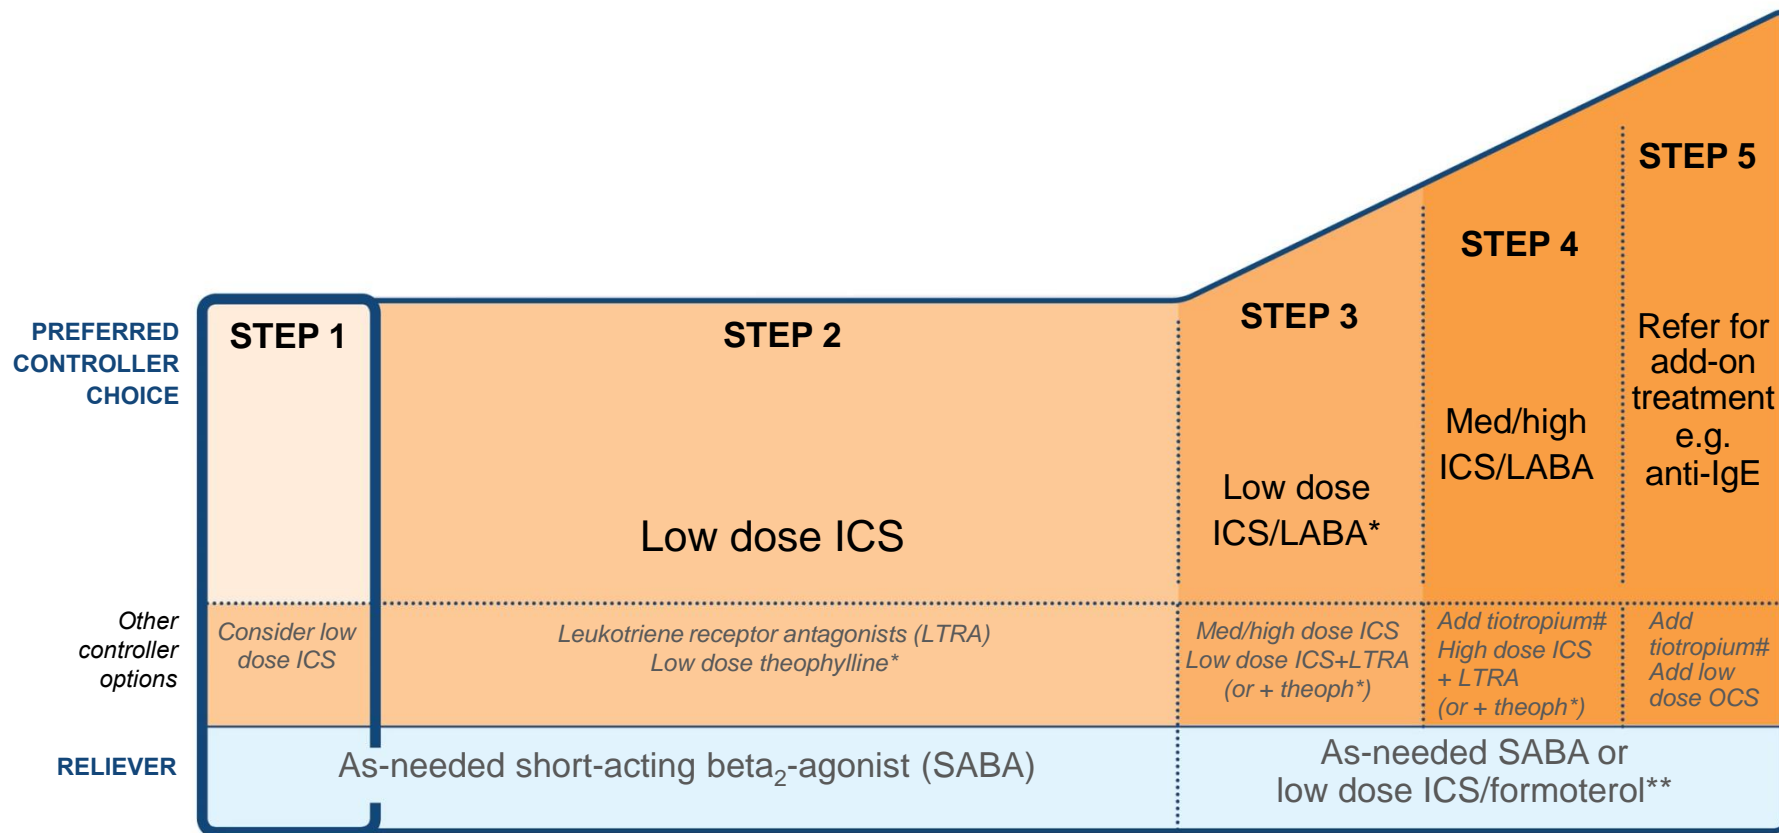 PREFERRED
CONTROLLER
CHOICE
STEP 1
STEP 2
Low dose ICS
STEP 3
Low dose
ICS/LABA*
STEP 4
Med/high
ICS/LABA
STEP 5
Refer for
add-on
treatment
e.g.
anti-IgE
Other
controller
options
Consider low
dose ICS
Leukotriene receptor antagonists (LTRA)
Low dose theophylline*
Med/high dose ICS
Low dose ICS+LTRA
(or + theoph*)
Add tiotropium#
High dose ICS
+ LTRA
(or + theoph*)
Add
tiotropium#
Add low
dose OCS
RELIEVER
As-needed short-acting beta2-agonist (SABA)
As-needed SABA or
low dose ICS/formoterol**